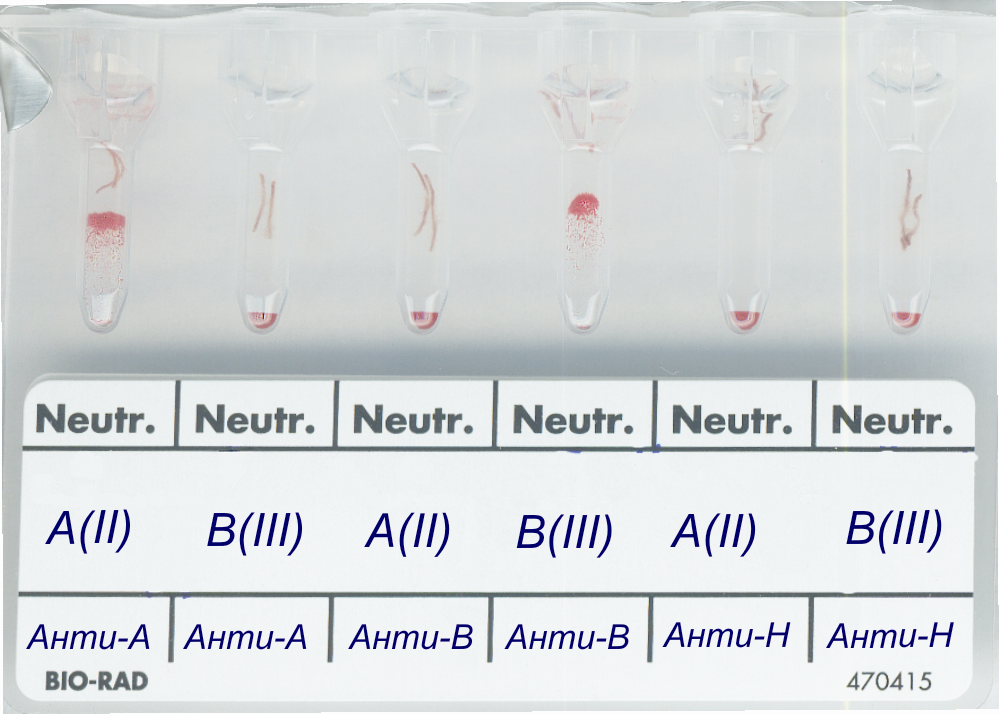 Neutr. Neutr. Neutr. Neutr. Neutr. Neutr.
A(II) B(III) A(II) B(III) A(II) B(III)
Анти-А Анти-А Анти-В Анти-В Анти-Н Анти-Н
BIO-RAD 470415